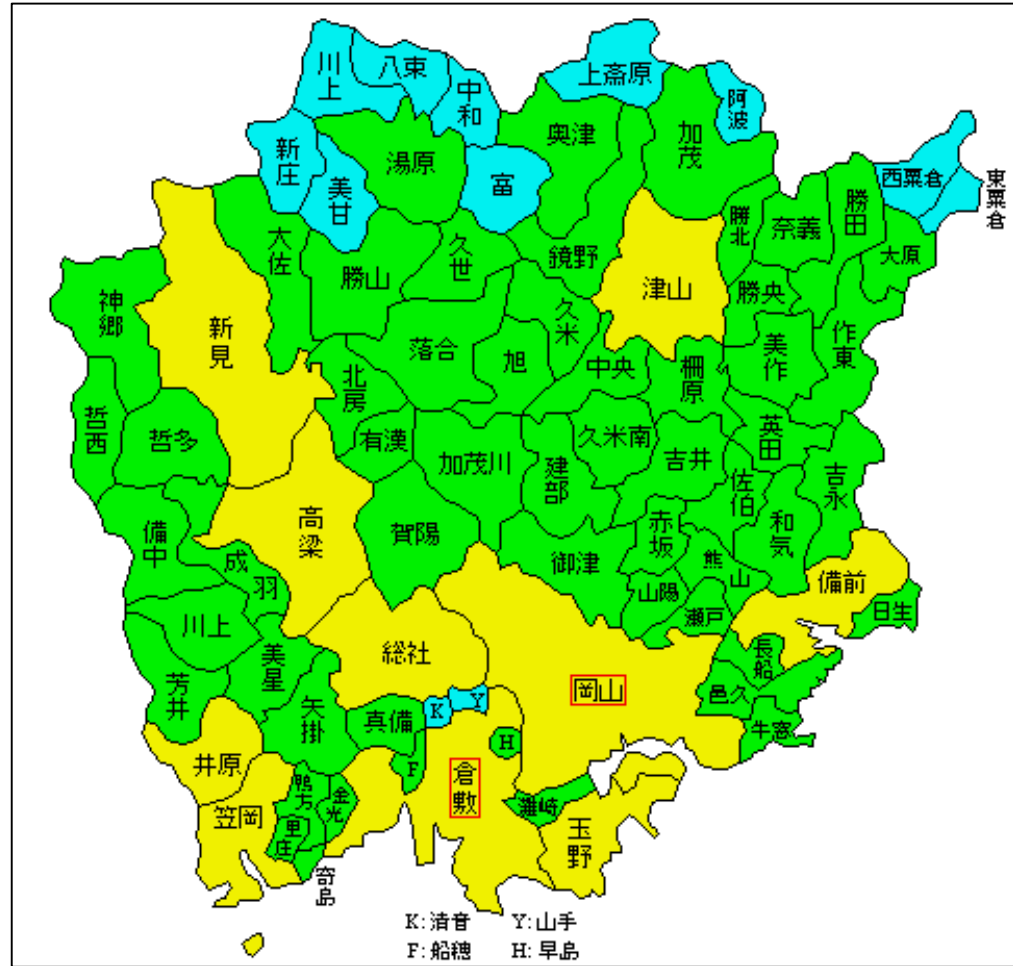 川上
八束
中和
上斎原
阿波
新庄
美甘
湯原
富
奥津
加茂
西粟倉
東粟倉
大佐
勝山
久世
鏡野
津山
勝北
奈義
勝田
大原
勝央
神郷
新見
落合
旭
久米
中央
柵原
美作
作東
北房
哲西
哲多
有漢
加茂川
建部
久米南
吉井
英田
佐伯
和気
吉永
備中
高梁
賀陽
御津
赤坂
熊山
山陽
瀬戸
備前
日生
成羽
川上
芳井
美星
矢掛
総社
真備
K
Y
岡山
長船
邑久
牛窓
井原
笠岡
鴨方
金光
里庄
寄島
F
倉敷
H
灘崎
玉野
K: 清音 Y: 山手
F: 船穂 H: 早島